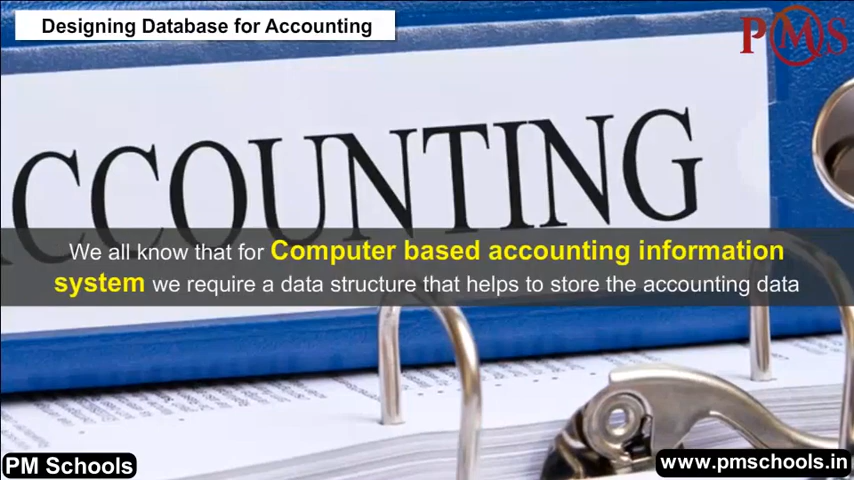 Designing Database for Accounting
PMS
CCOUNTING
We all know that for Computer based accounting information
system we require a data structure that helps to store the accounting data
PM Schools
www.pmschools.in